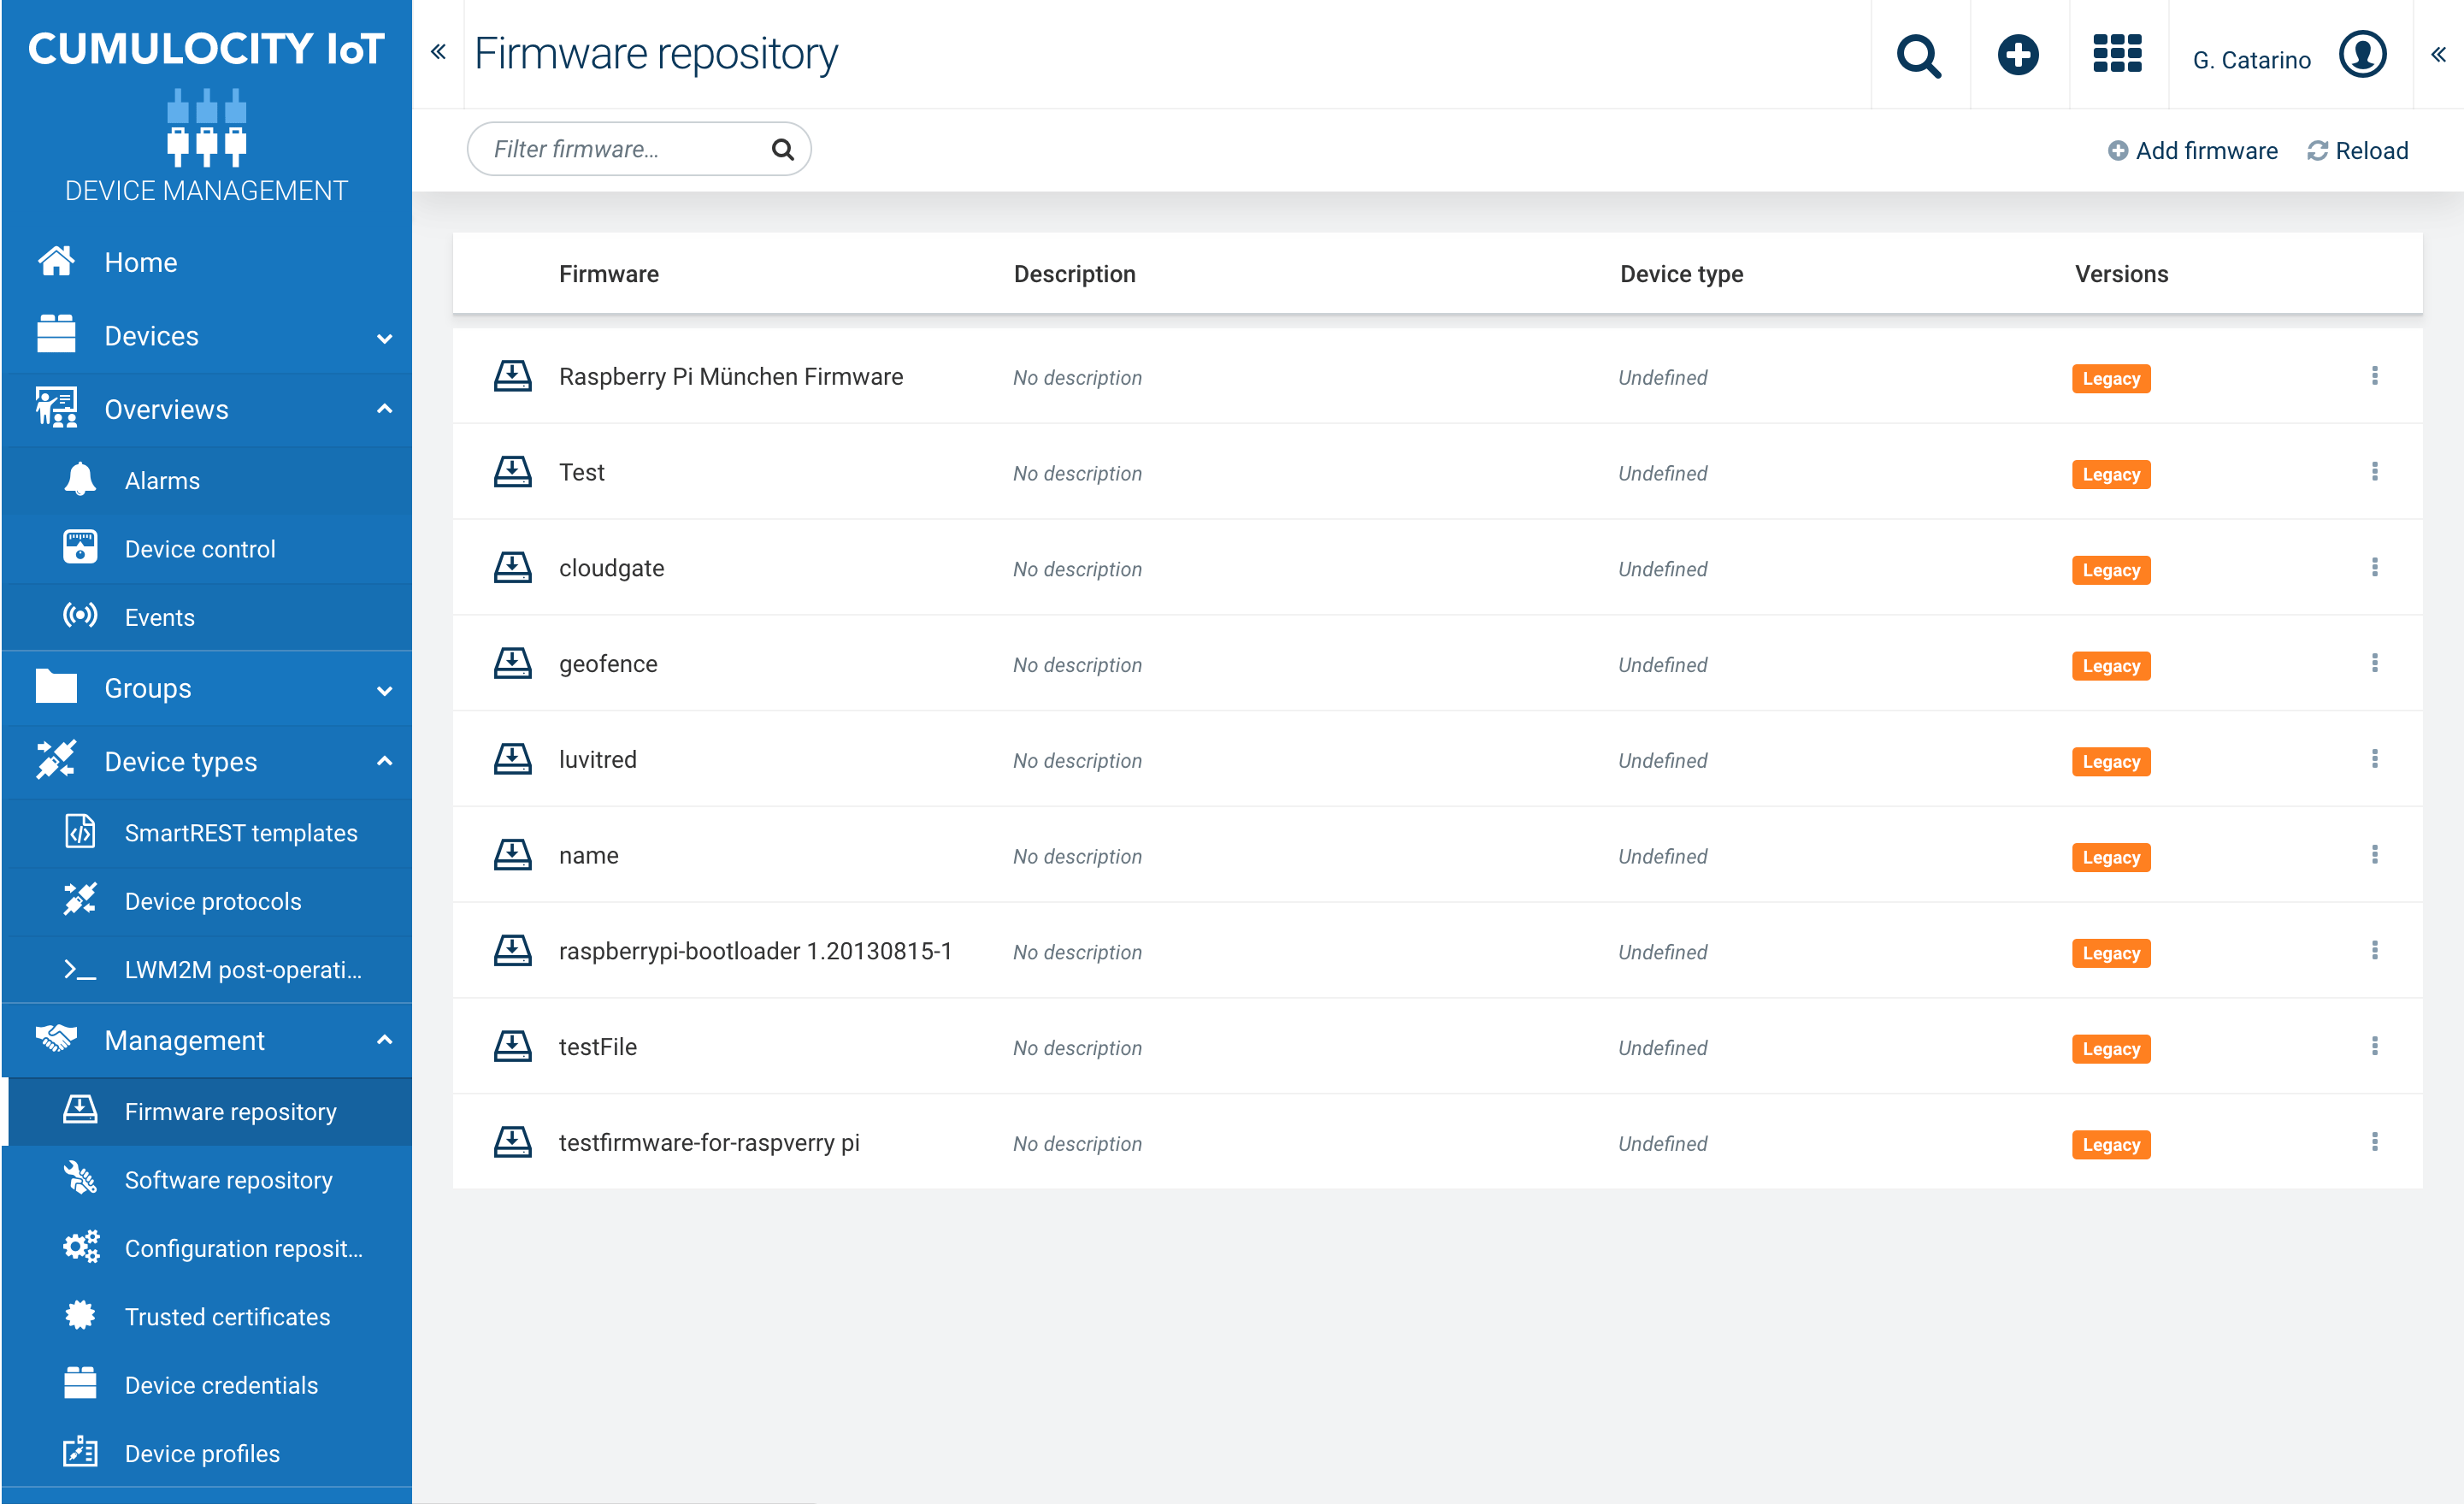 CUMULOCITY IoT
DEVICE MANAGEMENT
Home
Devices
Overviews
Alarms
Device control
Events
Groups
Device types
SmartREST templates
Device protocols
LWM2M post-operati...
Management
Firmware repository
Software repository
Configuration reposit...
Trusted certificates
Device credentials
Device profiles
Firmware repository
G. Catarino
Filter firmware...
Add firmware Reload
Firmware Description Device type Versions
Raspberry Pi München Firmware No description Undefined Legacy
Test No description Undefined Legacy
cloudgate No description Undefined Legacy
geofence No description Undefined Legacy
luvitred No description Undefined Legacy
name No description Undefined Legacy
raspberrypi-bootloader 1.20130815-1 No description Undefined Legacy
testFile No description Undefined Legacy
testfirmware-for-raspverry pi No description Undefined Legacy